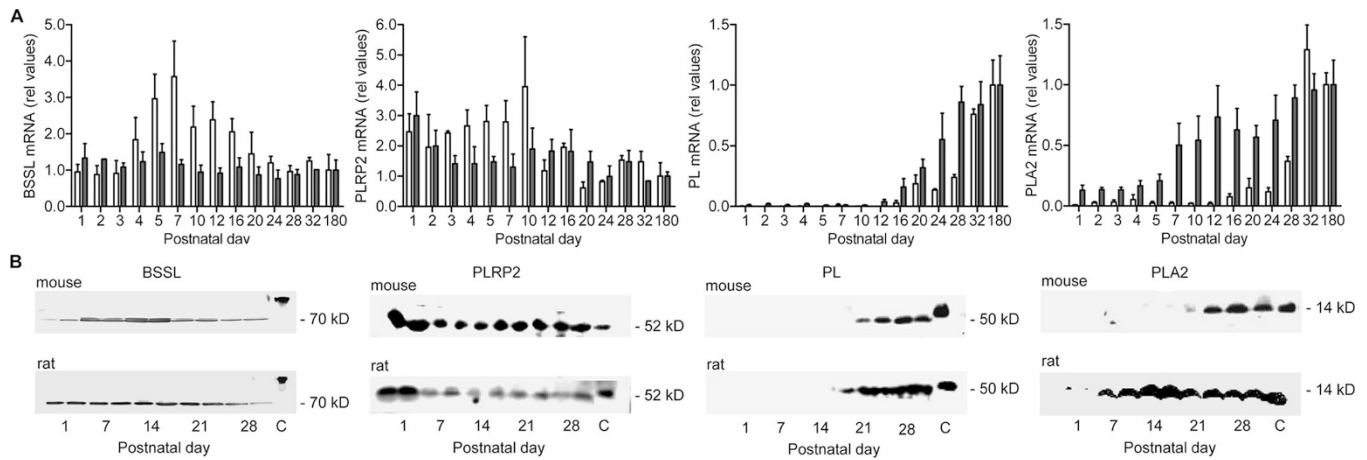 A
BSSL mRNA (rel values)
5.0
4.0
3.0
2.0
1.0
0.0
1 2 3 4 5 7 10 12 16 20 24 28 32 180
Postnatal day
PLRP2 mRNA (rel values)
6.0
5.0
4.0
3.0
2.0
1.0
0.0
1 2 3 4 5 7 10 12 16 20 24 28 32 180
Postnatal day
PL mRNA (rel values)
1.5
1.0
0.5
0.0
1 2 3 4 5 7 10 12 16 20 24 28 32 180
Postnatal day
PLA2 mRNA (rel values)
1.5
1.0
0.5
0.0
1 2 3 4 5 7 10 12 16 20 24 28 32 180
Postnatal day
B
BSSL
mouse
- 70 kD
rat
- 70 kD
1 7 14 21 28 C
Postnatal day
PLRP2
mouse
- 52 kD
rat
- 52 kD
1 7 14 21 28 C
Postnatal day
PL
mouse
- 50 kD
rat
- 50 kD
1 7 14 21 28 C
Postnatal day
PLA2
mouse
- 14 kD
rat
- 14 kD
1 7 14 21 28 C
Postnatal day